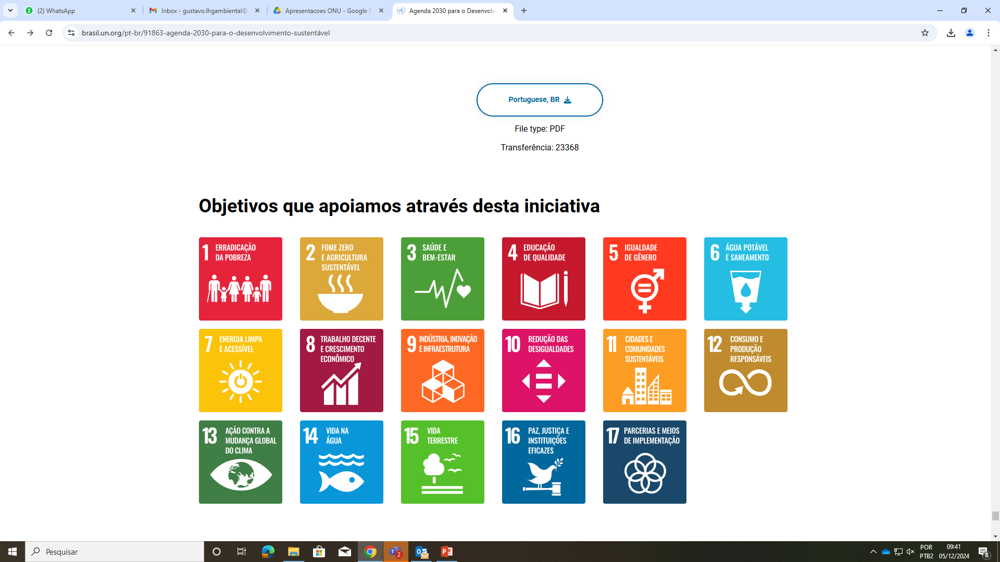 2 (2) WhatsApp
Inbox - gustavo.lhgambiental@
Apresentacoes ONU - Google D
Agenda 2030 para o Desenvolvi
brasil.un.org/pt-br/91863-agenda-2030-para-o-desenvolvimento-sustentável
Portuguese, BR
File type: PDF
Transferência: 23368
Objetivos que apoiamos através desta iniciativa
1 ERRADICAÇÃO
DA POBREZA
2 FOME ZERO
E AGRICULTURA
SUSTENTÁVEL
3 SAÚDE E
BEM-ESTAR
4 EDUCAÇÃO
DE QUALIDADE
5 IGUALDADE
DE GÊNERO
6 ÁGUA POTÁVEL
E SANEAMENTO
7 ENERGIA LIMPA
E ACESSÍVEL
8 TRABALHO DECENTE
E CRESCIMENTO
ECONÔMICO
9 INDÚSTRIA, INOVAÇÃO
E INFRAESTRUTURA
10 REDUÇÃO DAS
DESIGUALDADES
11 CIDADES E
COMUNIDADES
SUSTENTÁVEIS
12 CONSUMO E
PRODUÇÃO
RESPONSÁVEIS
13 AÇÃO CONTRA A
MUDANÇA GLOBAL
DO CLIMA
14 VIDA NA
ÁGUA
15 VIDA
TERRESTRE
16 PAZ, JUSTIÇA E
INSTITUIÇÕES
EFICAZES
17 PARCERIAS E MEIOS
DE IMPLEMENTAÇÃO
Pesquisar
2
POR
PTB2
09:41
05/12/2024
8